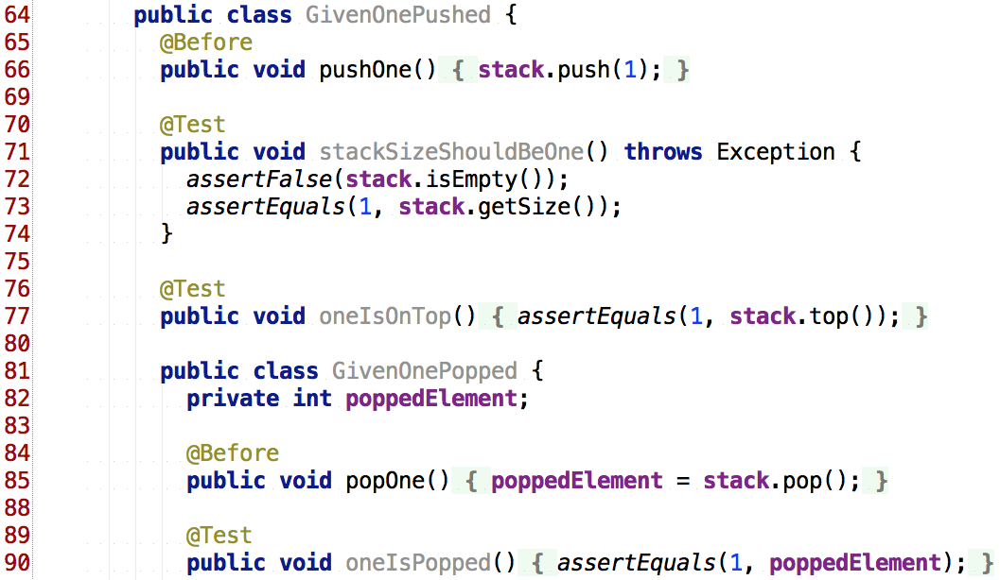 64 public class GivenOnePushed {
65 @Before
66 public void pushOne() { stack.push(1); }
69
70 @Test
71 public void stackSizeShouldBeOne() throws Exception {
72 assertFalse(stack.isEmpty());
73 assertEquals(1, stack.getSize());
74 }
75
76 @Test
77 public void oneIsOnTop() { assertEquals(1, stack.top()); }
80
81 public class GivenOnePopped {
82 private int poppedElement;
83
84 @Before
85 public void popOne() { poppedElement = stack.pop(); }
88
89 @Test
90 public void oneIsPopped() { assertEquals(1, poppedElement); }